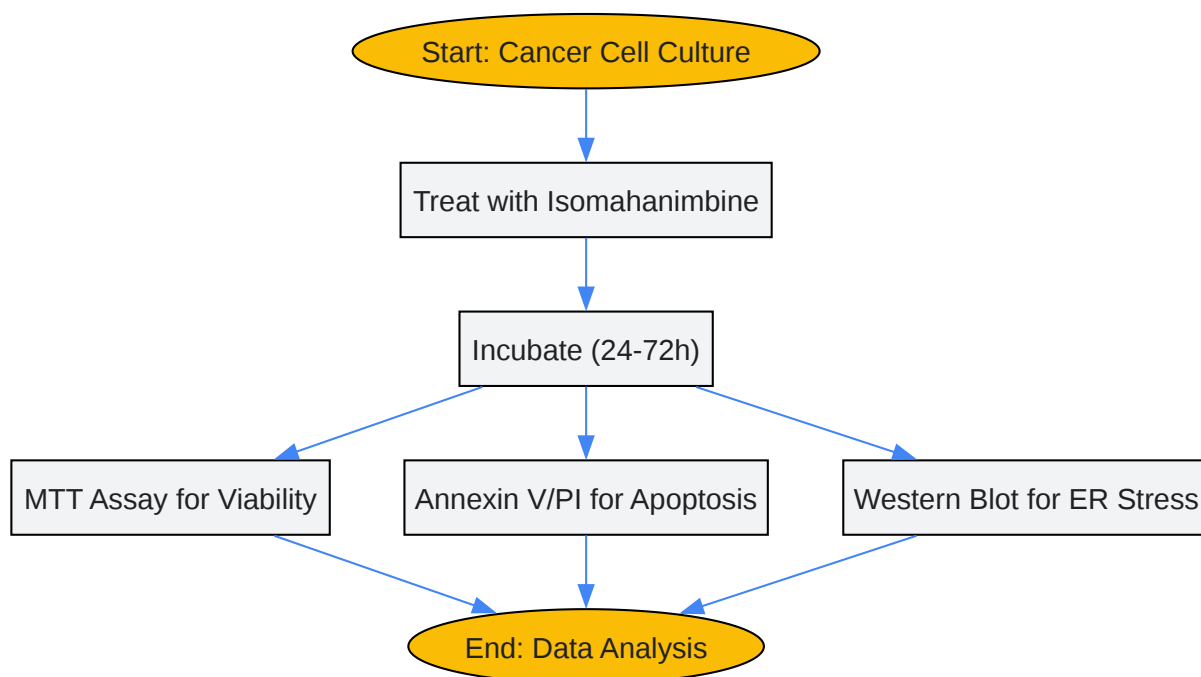 Start: Cancer Cell Culture
Treat with Isomahanimbine
Incubate (24-72h)
MTT Assay for Viability
Annexin V/PI for Apoptosis
Western Blot for ER Stress
End: Data Analysis